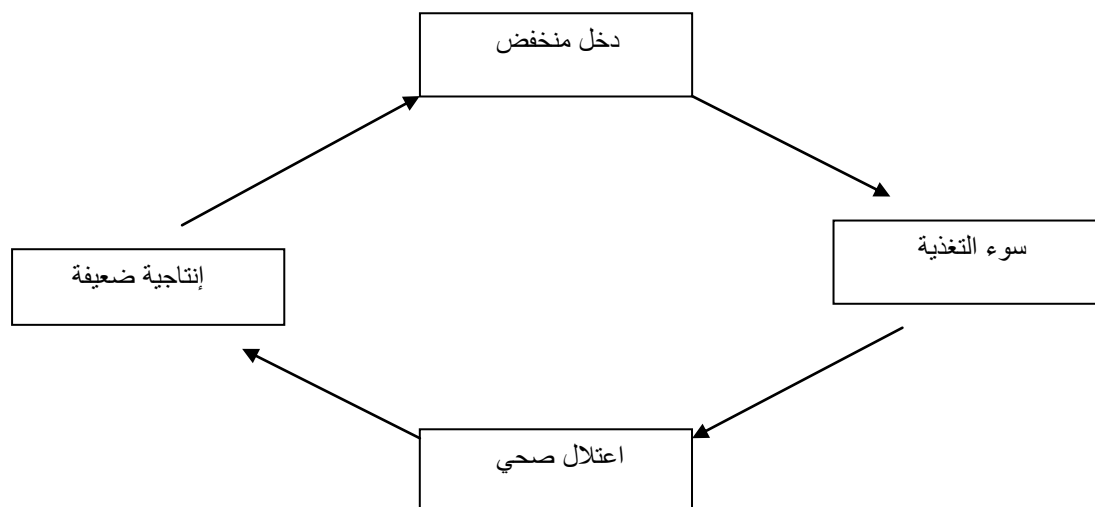 دخل منخفض
سوء التغذية
إنتاجية ضعيفة
اعتلال صحي